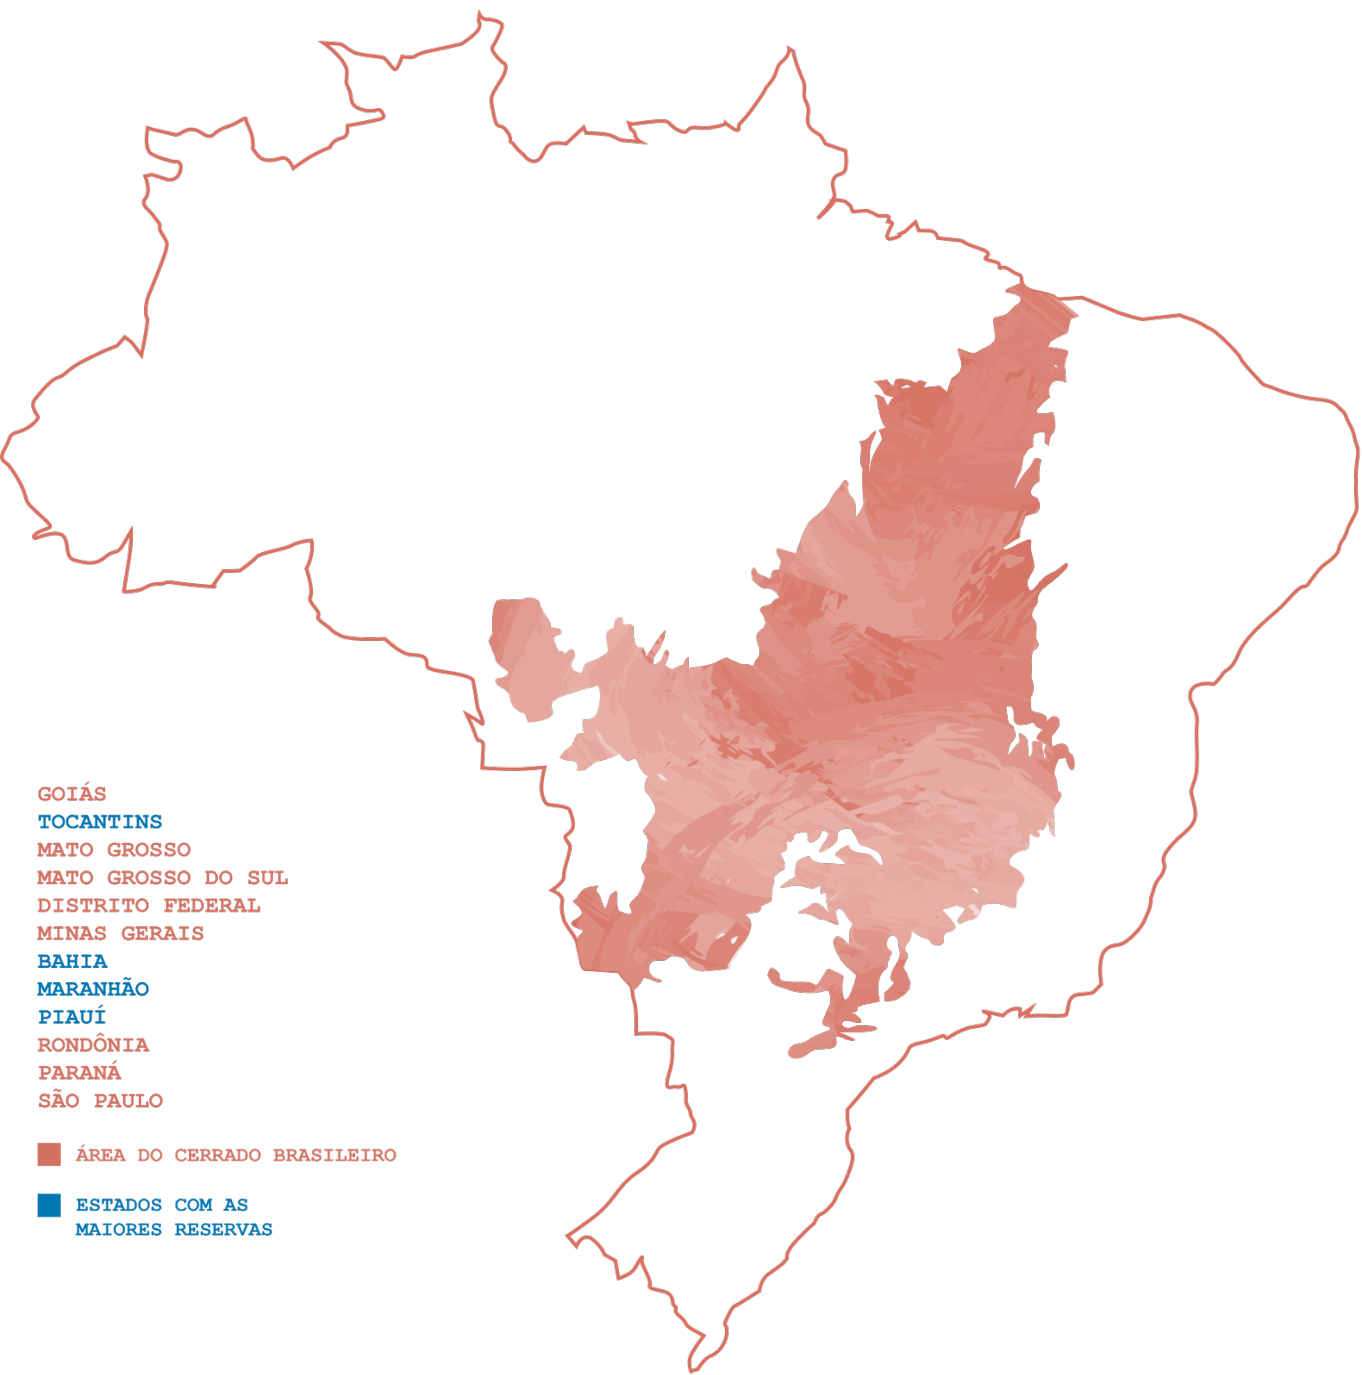 GOIÁS
TOCANTINS
MATO GROSSO
MATO GROSSO DO SUL
DISTRITO FEDERAL
MINAS GERAIS
BAHIA
MARANHÃO
PIAUÍ
RONDÔNIA
PARANÁ
SÃO PAULO
ÁREA DO CERRADO BRASILEIRO
ESTADOS COM AS
MAIORES RESERVAS